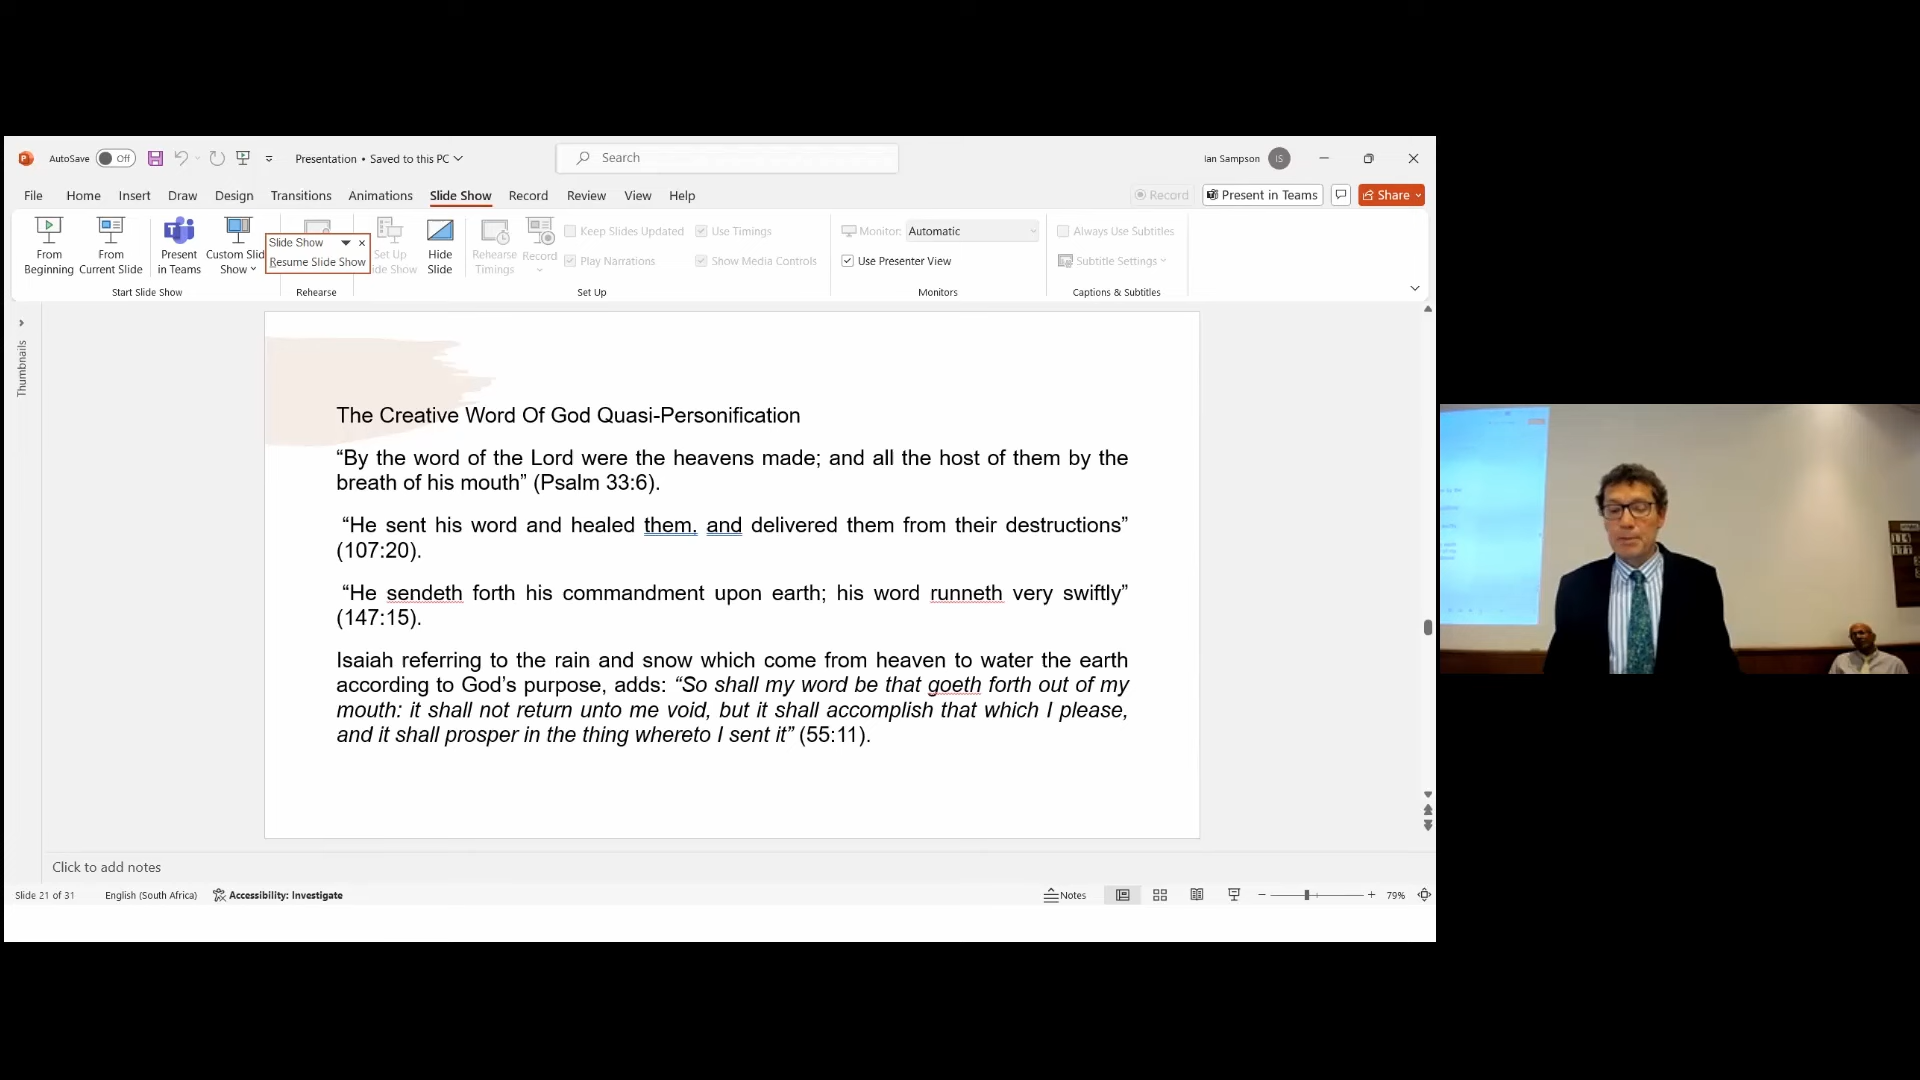 AutoSave Off Presentation • Saved to this PC Search Ian Sampson IS
File Home Insert Draw Design Transitions Animations Slide Show Record Review View Help Record Present in Teams Share
From Beginning
From Current Slide
Present in Teams
Custom Slid Show
Slide Show
Resume Slide Show
Set Up ide Show
Hide Slide
Rehearse Timings
Record
Keep Slides Updated
Play Narrations
Use Timings
Show Media Controls
Monitor: Automatic
Use Presenter View
Always Use Subtitles
Subtitle Settings
Start Slide Show Rehearse Set Up Monitors Captions & Subtitles
Thumbnails
The Creative Word Of God Quasi-Personification
“By the word of the Lord were the heavens made; and all the host of them by the
breath of his mouth” (Psalm 33:6).
“He sent his word and healed them, and delivered them from their destructions”
(107:20).
“He sendeth forth his commandment upon earth; his word runneth very swiftly”
(147:15).
Isaiah referring to the rain and snow which come from heaven to water the earth
according to God’s purpose, adds: “So shall my word be that goeth forth out of my
mouth: it shall not return unto me void, but it shall accomplish that which I please,
and it shall prosper in the thing whereto I sent it” (55:11).
Click to add notes
Slide 21 of 31 English (South Africa) Accessibility: Investigate Notes 79%